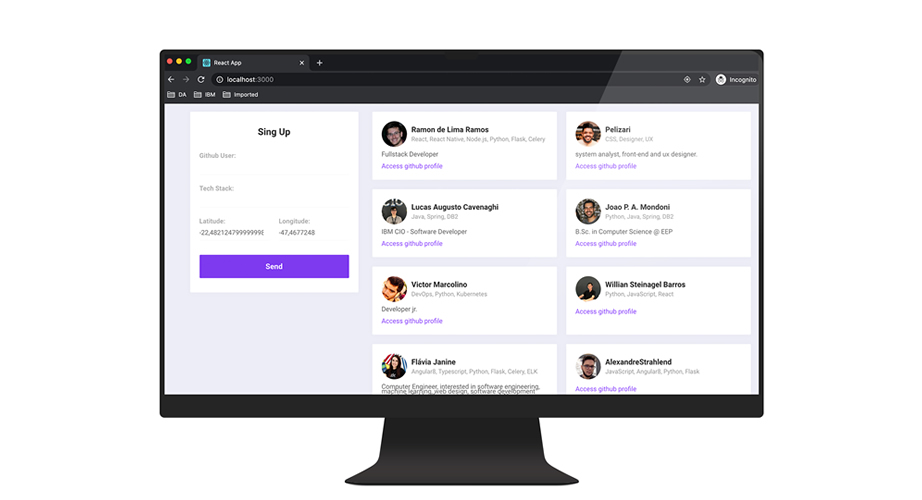 React App
localhost:3000
Incognito
DA IBM Imported
Sing Up
Github User:
Tech Stack:
Latitude: Longitude:
-22,48212479999998 -47,4677248
Send
Ramon de Lima Ramos
React, React Native, Node.js, Python, Flask, Celery
Fullstack Developer
Access github profile
Pelizari
CSS, Designer, UX
system analyst, front-end and ux designer.
Access github profile
Lucas Augusto Cavenaghi
Java, Spring, DB2
IBM CIO - Software Developer
Access github profile
Joao P. A. Mondoni
Python, Java, Spring, DB2
B.Sc. in Computer Science @ EEP
Access github profile
Victor Marcolino
DevOps, Python, Kubernetes
Developer jr.
Access github profile
Willian Steinagel Barros
Python, JavaScript, React
Access github profile
Flávia Janine
Angular8, Typescript, Python, Flask, Celery, ELK
Computer Engineer, interested in software engineering,
machine learning, web design, software development
AlexandreStrahlend
JavaScript, Angular8, Python, Flask
Access github profile